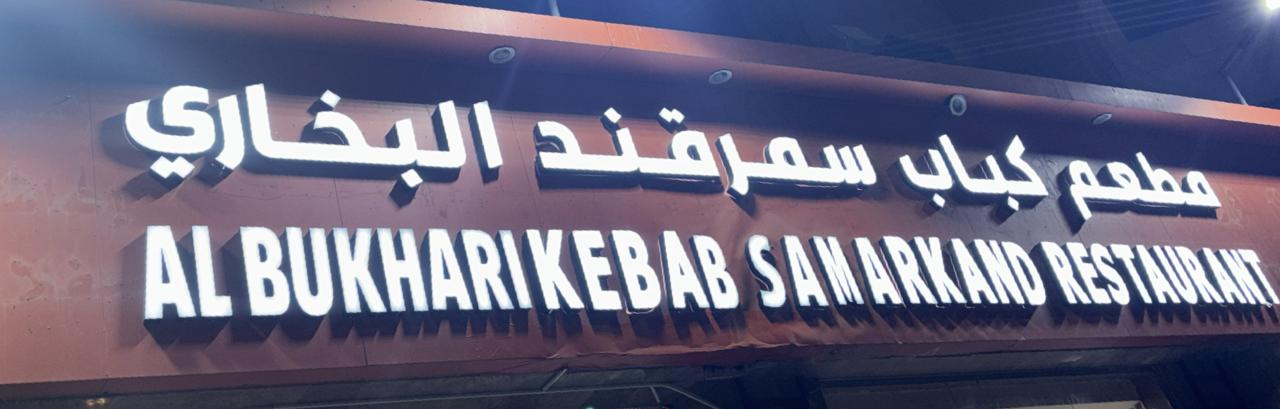 مطعم كباب سمرقند البخاري
AL BUKHARI KEBAB SAMARKAND RESTAURANT